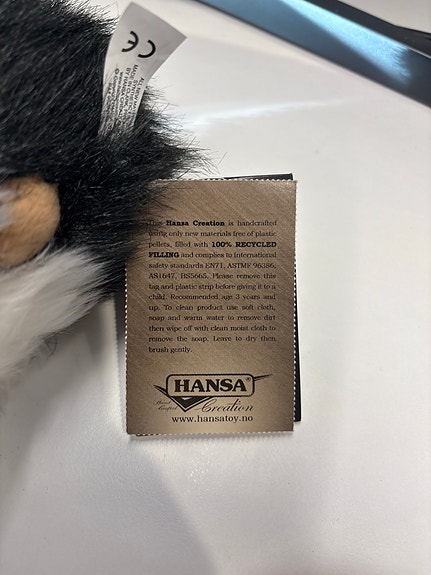 CE
This Hansa Creation is handcrafted
using only new materials free of plastic
pellets, filled with 100% RECYCLED
FILLING and complies to International
safety standards EN71, ASTMF 96386,
AS1647, BS5665. Please remove this
tag and plastic strip before giving it to a
child. Recommended age 3 years and
up. To clean product use soft cloth,
soap and warm water to remove dirt
then wipe off with clean moist cloth to
remove the soap. Leave to dry then
brush gently.
HANSA®
Creation
www.hansatoy.no